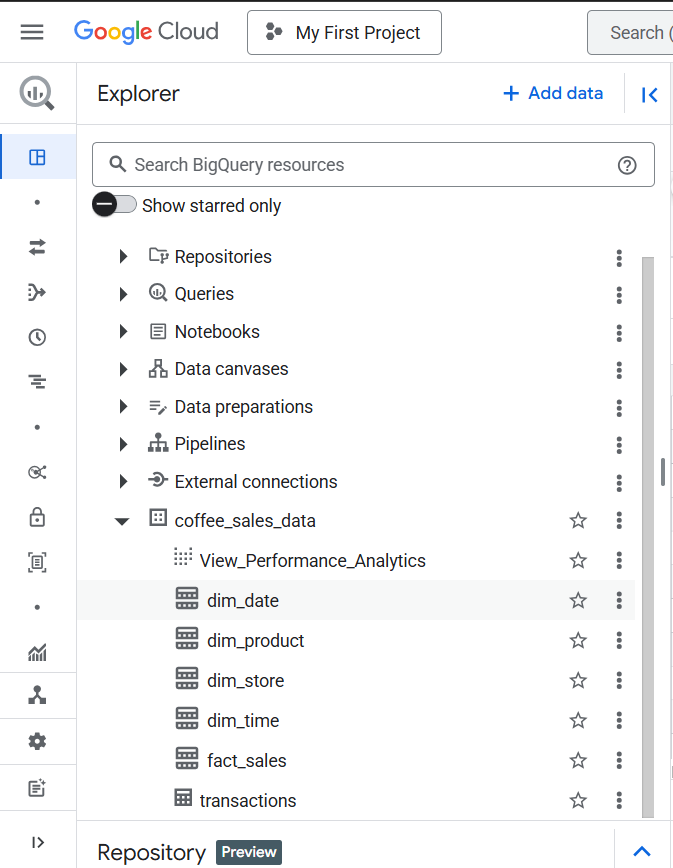 Google Cloud My First Project Search (
Explorer + Add data
Search BigQuery resources
Show starred only
Repositories
Queries
Notebooks
Data canvases
Data preparations
Pipelines
External connections
coffee_sales_data
View_Performance_Analytics
dim_date
dim_product
dim_store
dim_time
fact_sales
transactions
Repository Preview